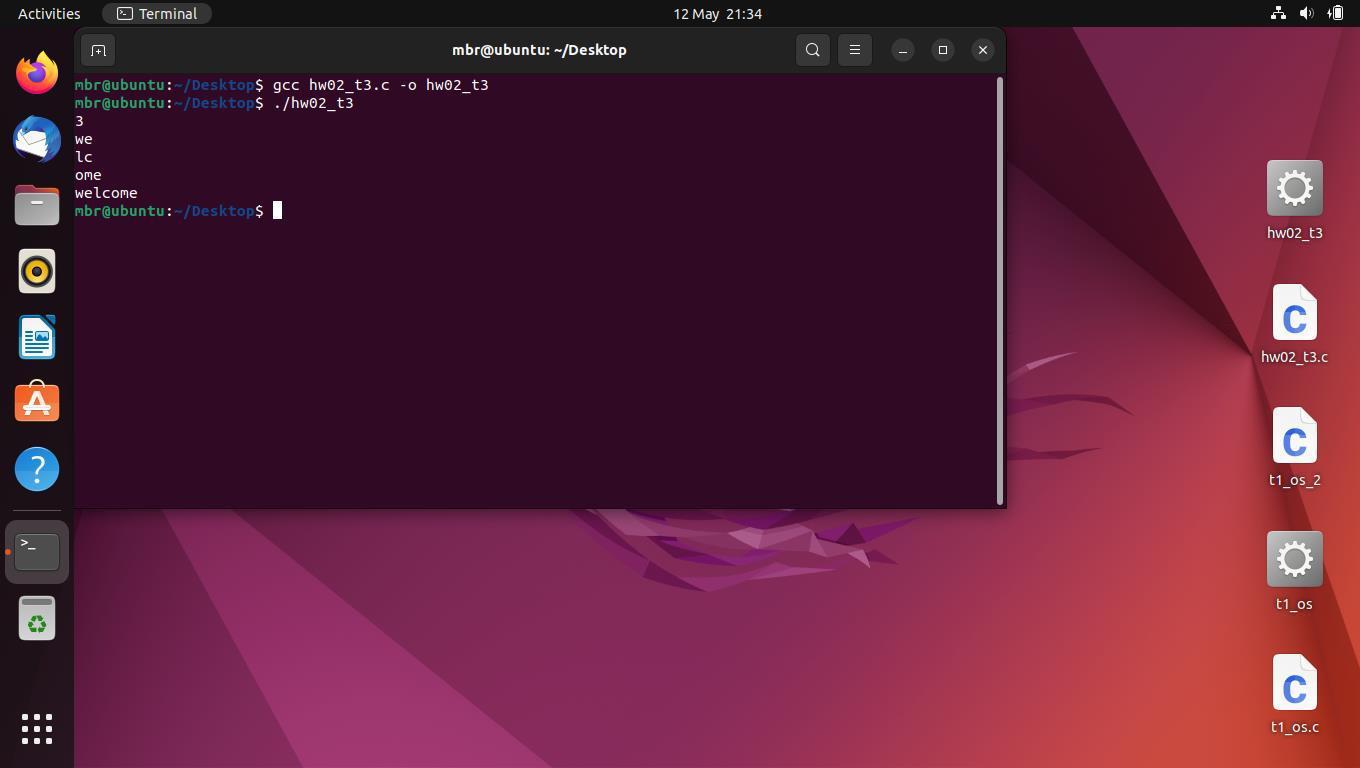 Activities
Terminal
12 May 21:34
mbr@ubuntu: ~/Desktop
mbr@ubuntu:~/Desktop$ gcc hw02_t3.c -o hw02_t3
mbr@ubuntu:~/Desktop$ ./hw02_t3
3
we
lc
ome
welcome
mbr@ubuntu:~/Desktop$
hw02_t3
hw02_t3.c
t1_os_2
t1_os
t1_os.c